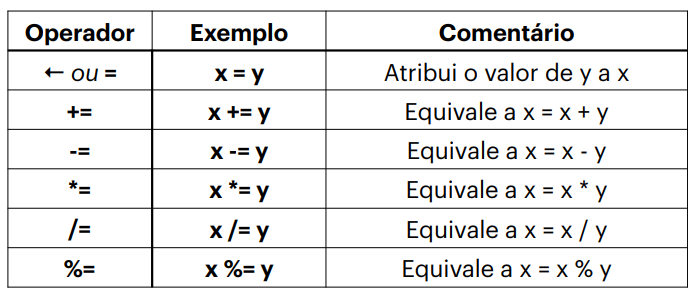 Operador Exemplo Comentário
← ou = x = y Atribui o valor de y a x
+= x += y Equivale a x = x + y
-= x -= y Equivale a x = x - y
*= x *= y Equivale a x = x * y
/= x /= y Equivale a x = x / y
%= x %= y Equivale a x = x % y